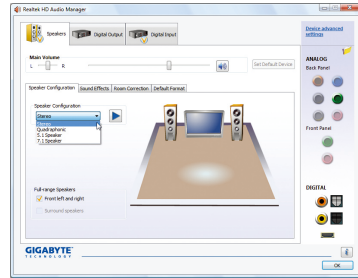 Realtek HD Audio Manager
Speakers
Digital Output
Digital Input
Device advanced
settings
Main Volume
L
R
Set Default Device
ANALOG
Back Panel
Speaker Configuration
Sound Effects
Room Correction
Default Format
Speaker Configuration
Stereo
Stereo
Quadraphonic
5.1 Speaker
7.1 Speaker
Front Panel
Full-range Speakers
Front left and right
Surround speakers
DIGITAL
GIGABYTE
TECHNOLOGY
i
OK